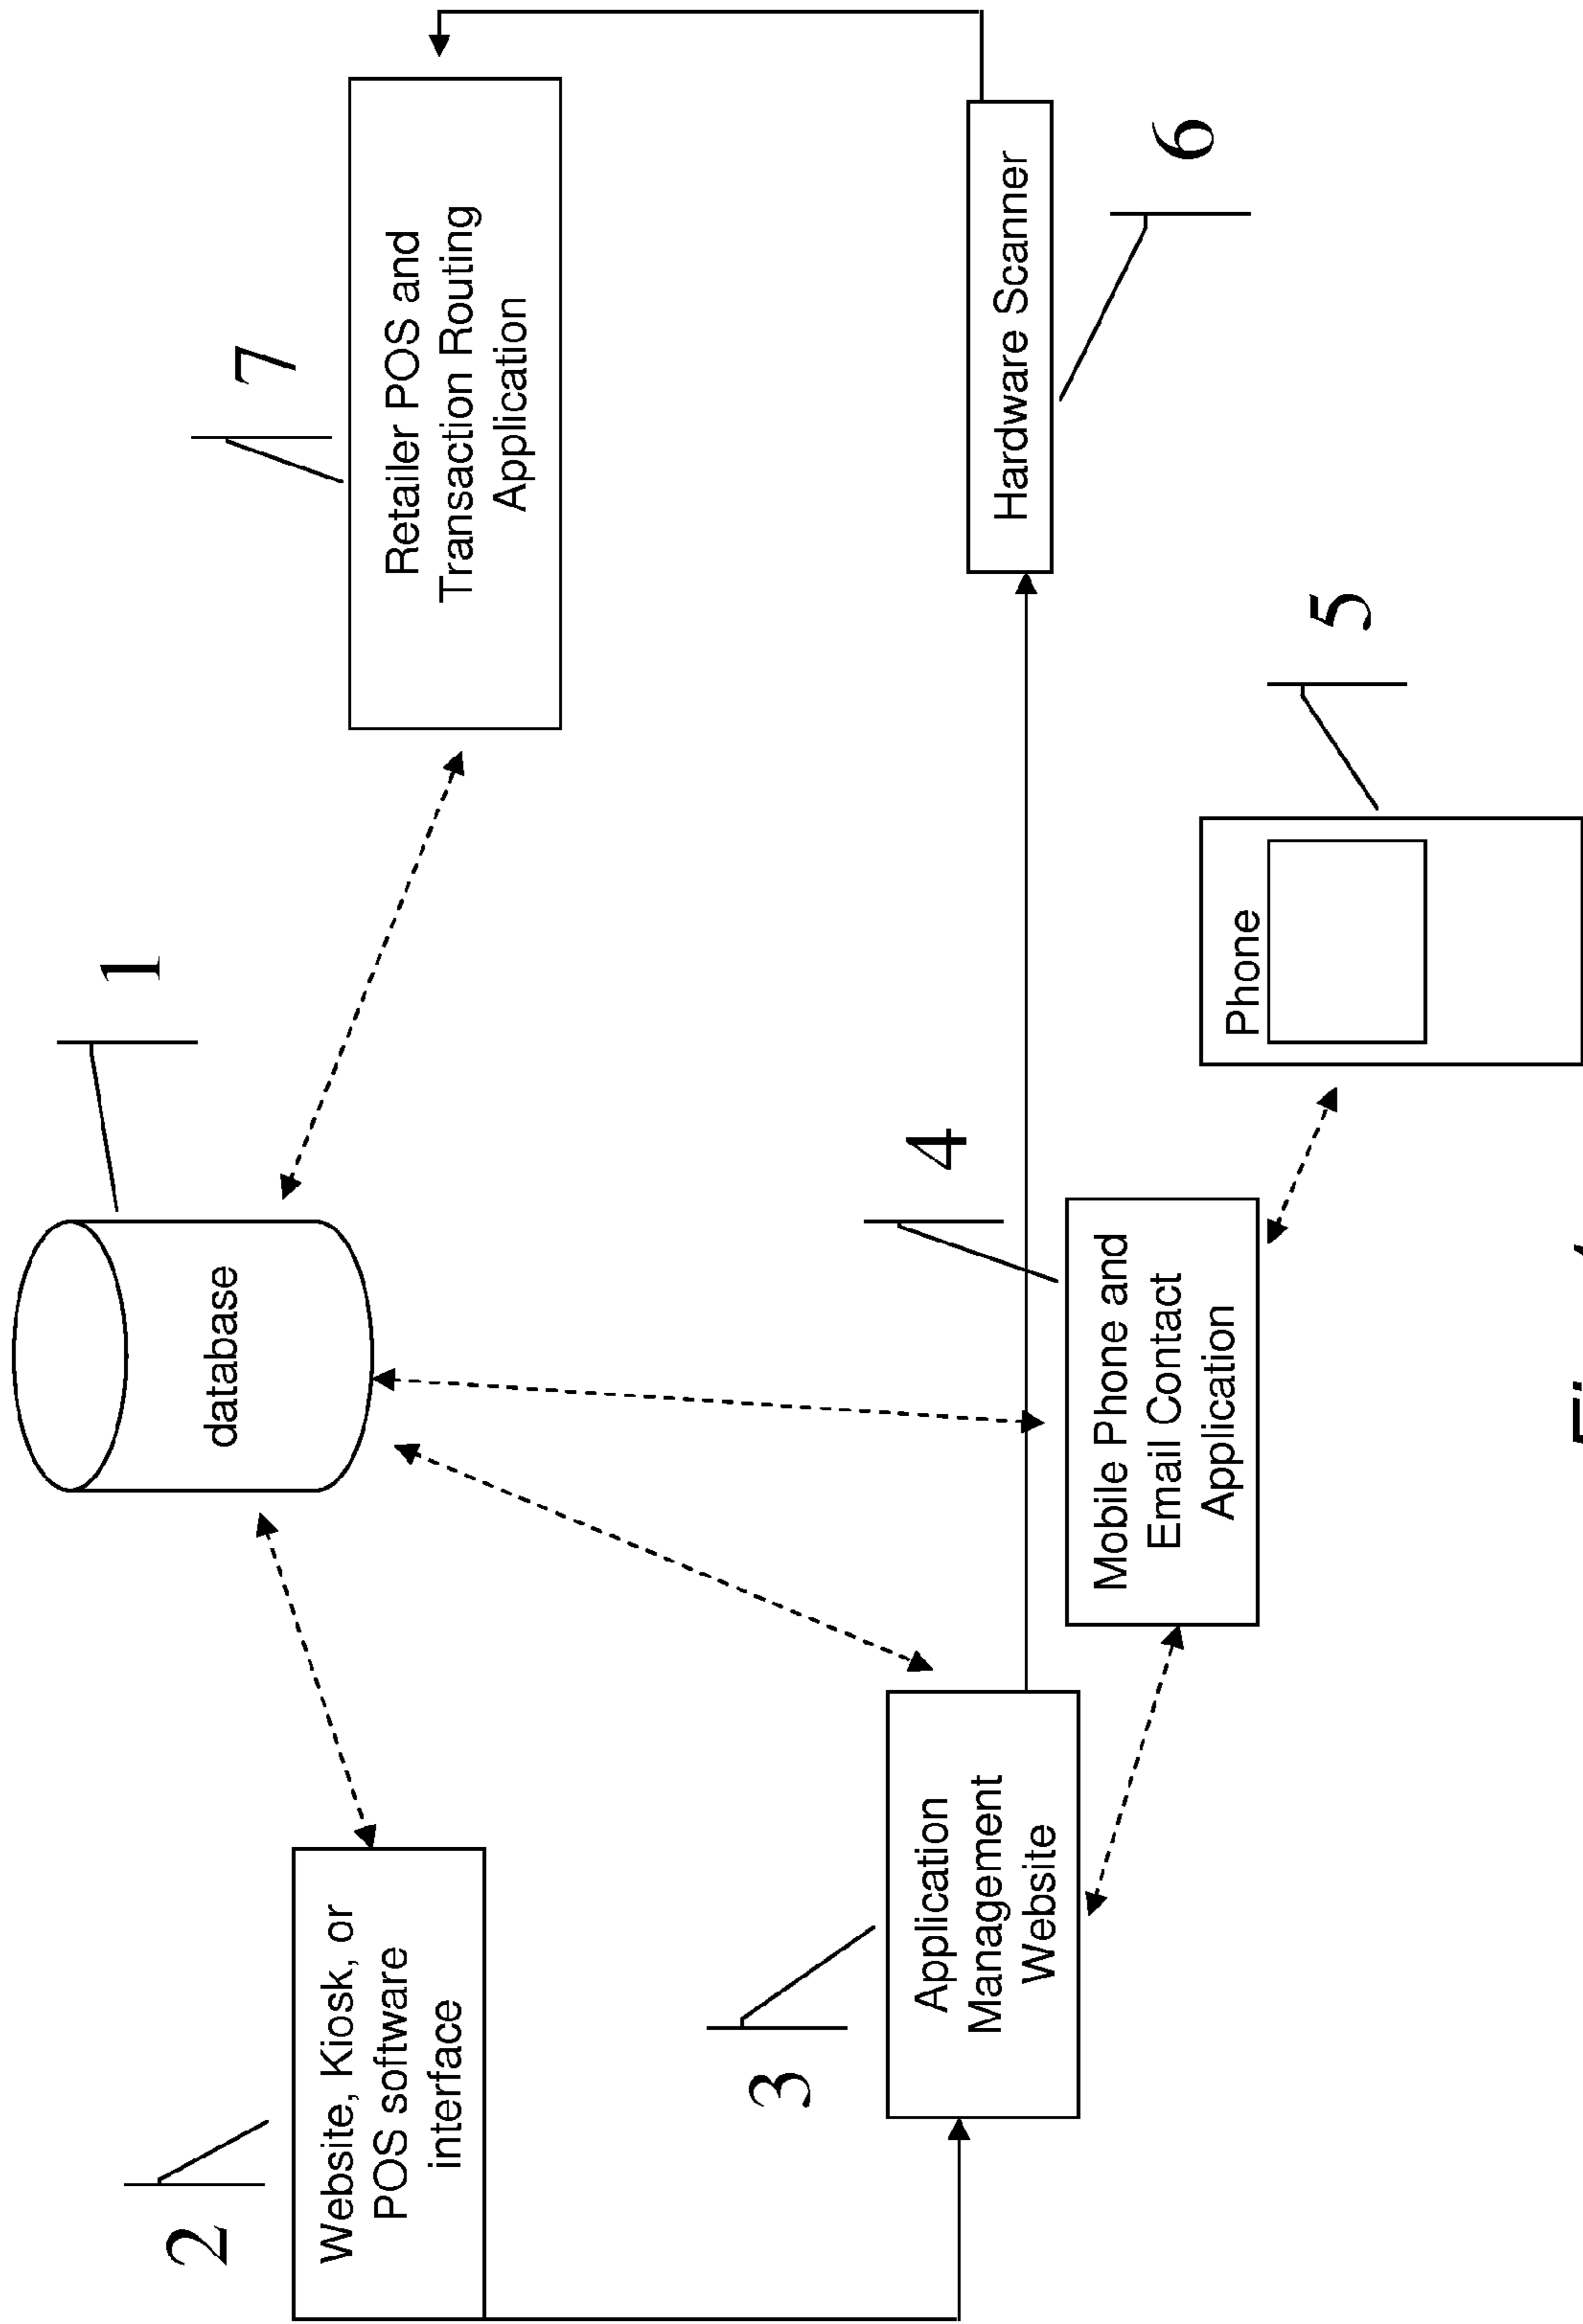 1
database
2
Website, Kiosk, or
POS software
interface
7
Retailer POS and
Transaction Routing
Application
3
Application
Management
Website
4
Mobile Phone and
Email Contact
Application
Hardware Scanner
6
Phone
5